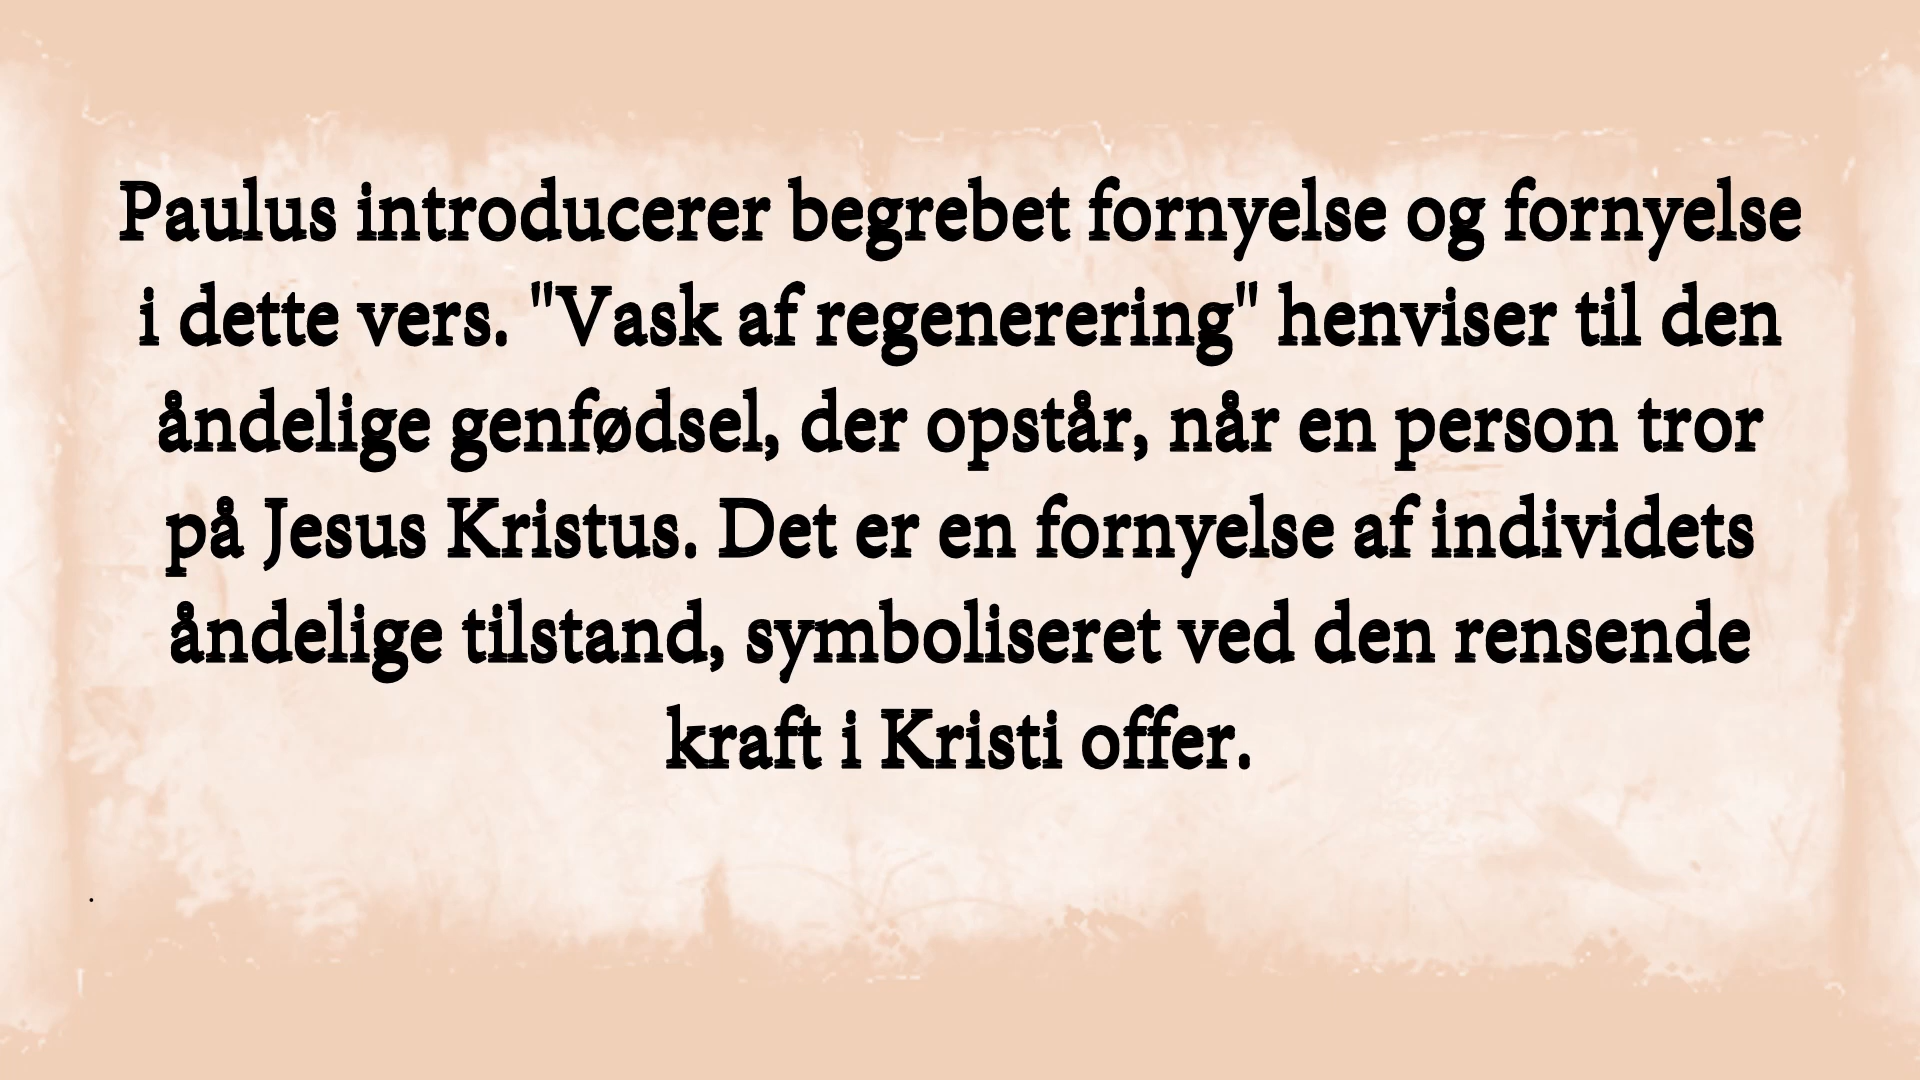 Paulus introducerer begrebet fornyelse og fornyelse
i dette vers. "Vask af regenerering" henviser til den
åndelige genfødsel, der opstår, når en person tror
på Jesus Kristus. Det er en fornyelse af individets
åndelige tilstand, symboliseret ved den rensende
kraft i Kristi offer.
.